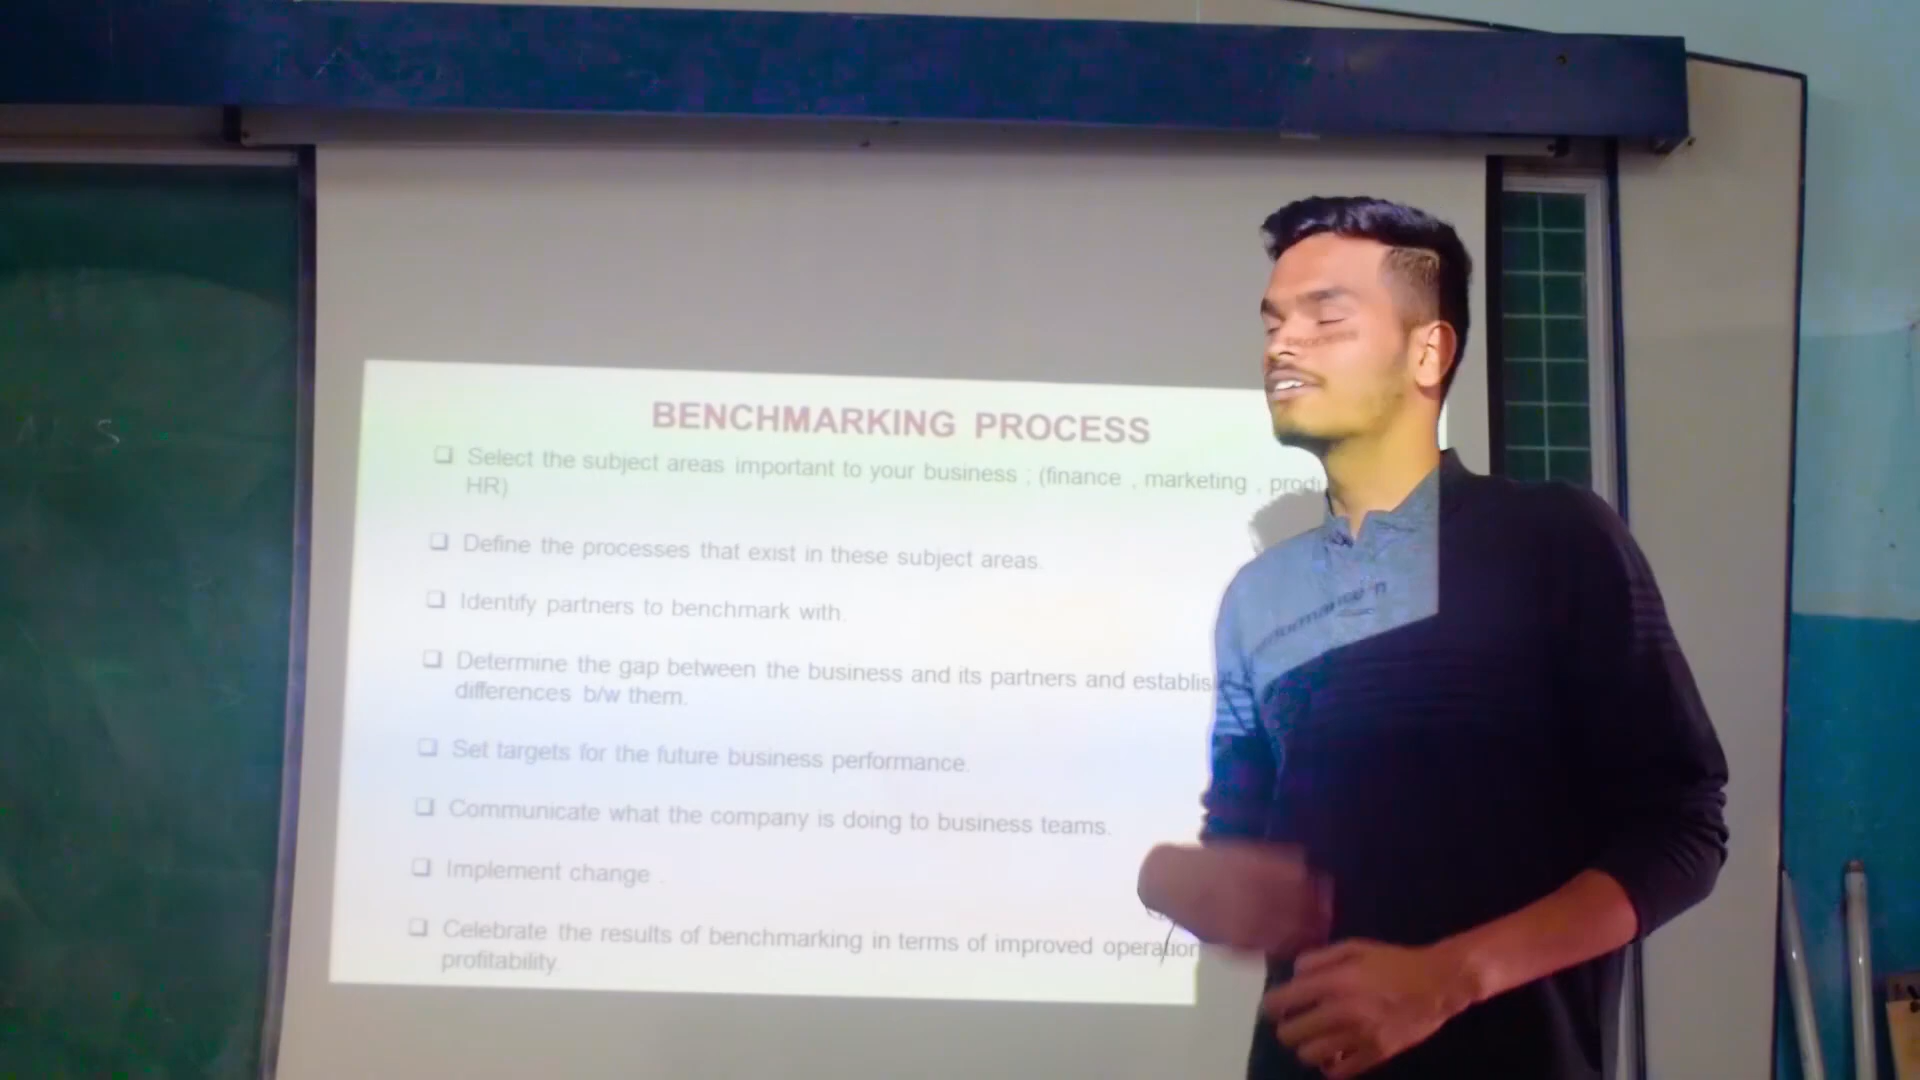 BENCHMARKING PROCESS
Select the subject areas important to your business : (finance , marketing ,
HR)
Define the processes that exist in these subject areas.
Identify partners to benchmark with.
Determine the gap between the business and its partners and
differences b/w them.
Set targets for the future business performance.
Communicate what the company is doing to business teams.
Implement change .
Celebrate the results of benchmarking in terms of improved
profitability.